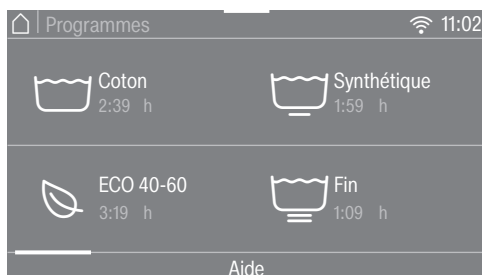 Programmes 11:02
Coton
2:39 h
Synthétique
1:59 h
ECO 40-60
3:19 h
Fin
1:09 h
Aide